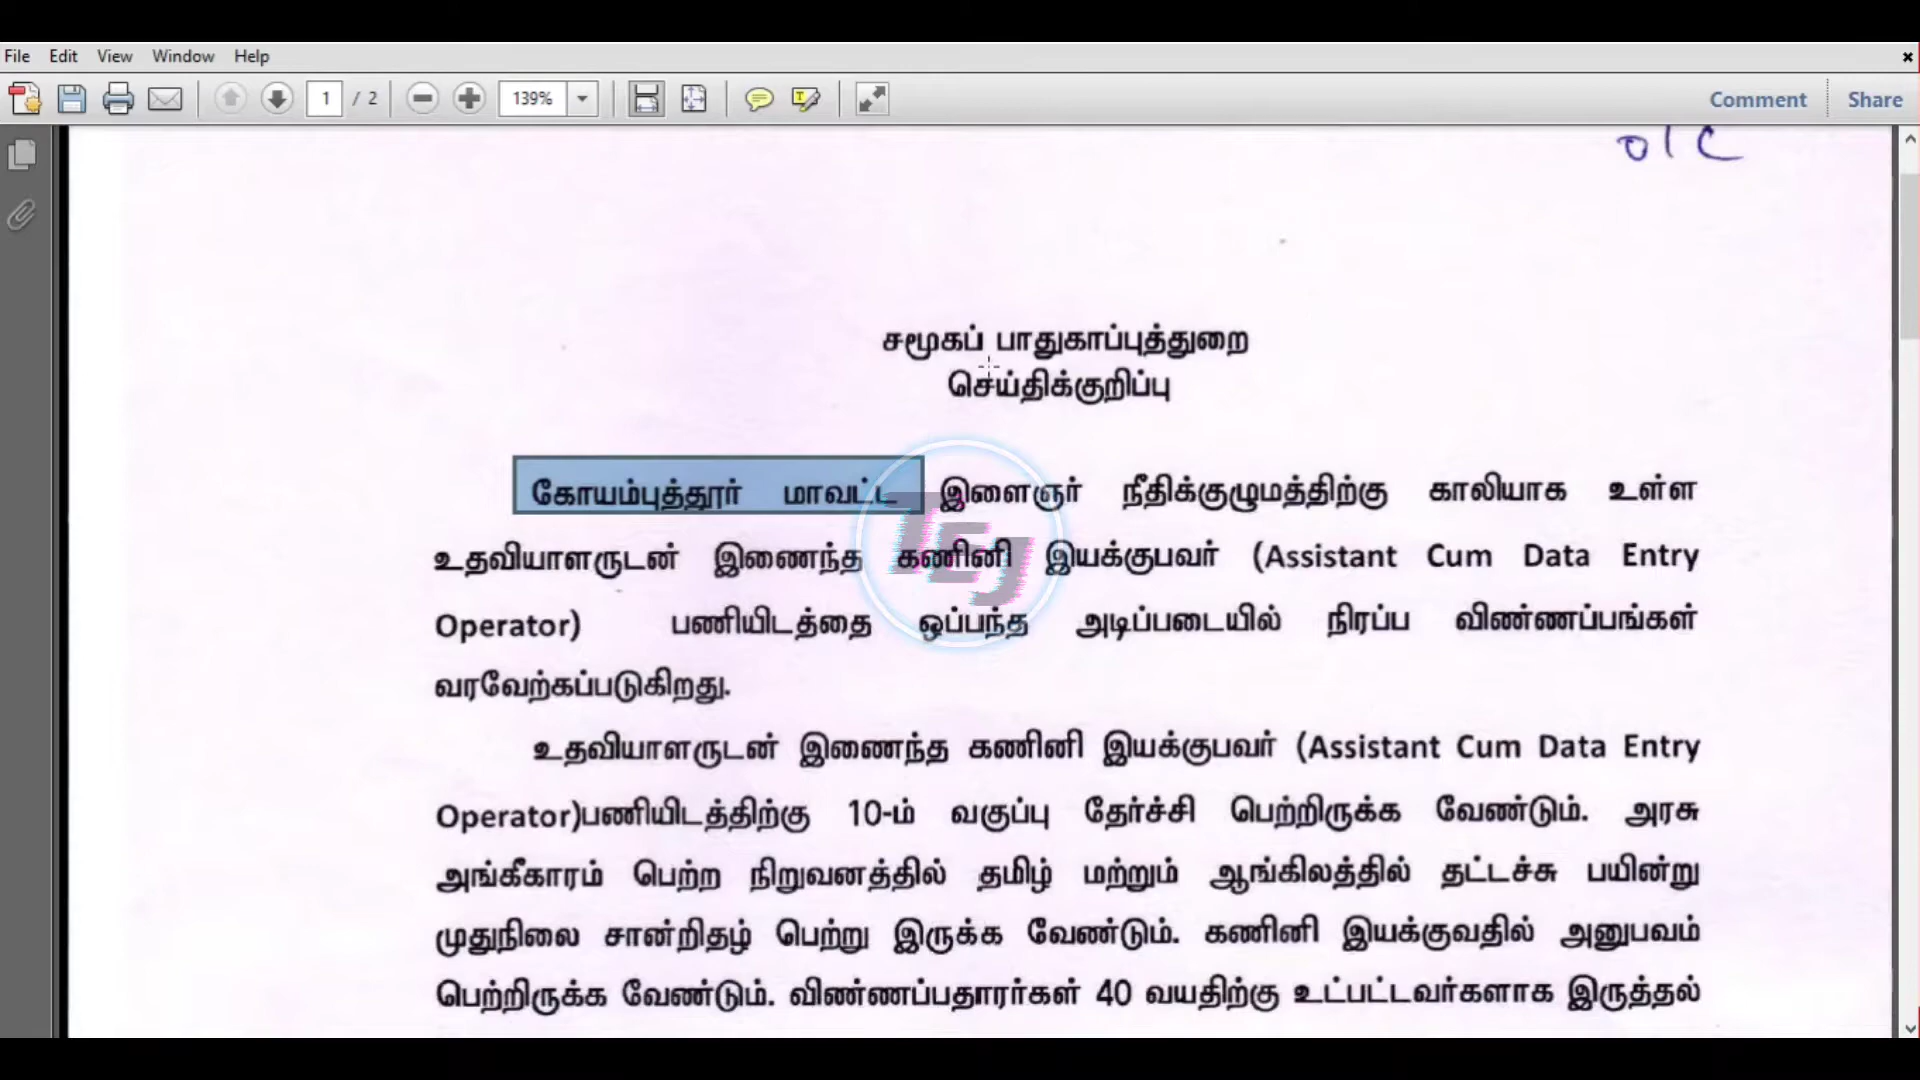 File Edit View Window Help
1 / 2 139% Comment Share
சமூகப் பாதுகாப்புத்துறை
செய்திக்குறிப்பு
கோயம்புத்தூர் மாவட்ட இளைஞர் நீதிக்குழுமத்திற்கு காலியாக உள்ள
உதவியாளருடன் இணைந்த கணினி இயக்குபவர் (Assistant Cum Data Entry
Operator) பணியிடத்தை ஒப்பந்த அடிப்படையில் நிரப்ப விண்ணப்பங்கள்
வரவேற்கப்படுகிறது.
உதவியாளருடன் இணைந்த கணினி இயக்குபவர் (Assistant Cum Data Entry
Operator)பணியிடத்திற்கு 10-ம் வகுப்பு தேர்ச்சி பெற்றிருக்க வேண்டும். அரசு
அங்கீகாரம் பெற்ற நிறுவனத்தில் தமிழ் மற்றும் ஆங்கிலத்தில் தட்டச்சு பயின்று
முதுநிலை சான்றிதழ் பெற்று இருக்க வேண்டும். கணினி இயக்குவதில் அனுபவம்
பெற்றிருக்க வேண்டும். விண்ணப்பதாரர்கள் 40 வயதிற்கு உட்பட்டவர்களாக இருத்தல்
TEJ